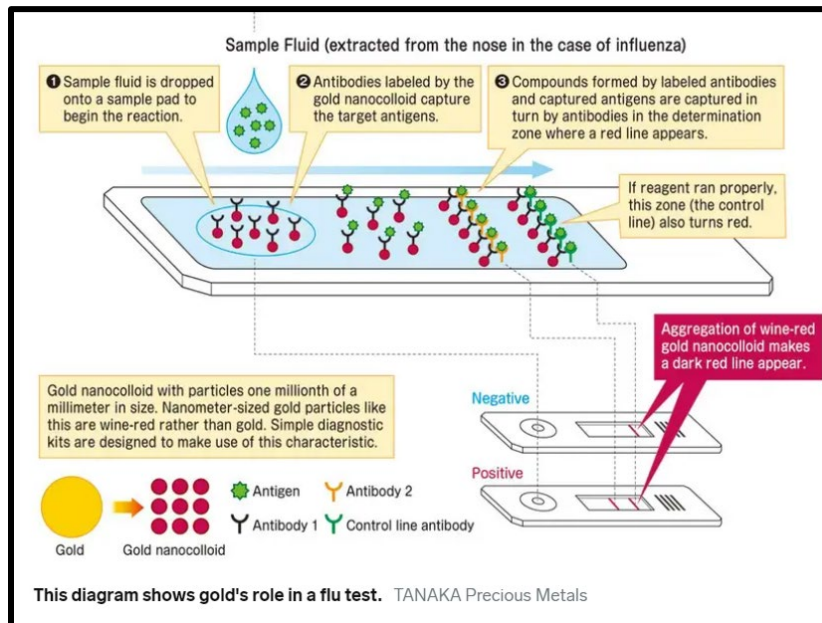 Sample Fluid (extracted from the nose in the case of influenza)
❶ Sample fluid is dropped
onto a sample pad to
begin the reaction.
❷ Antibodies labeled by the
gold nanocolloid capture
the target antigens.
❸ Compounds formed by labeled antibodies
and captured antigens are captured in
turn by antibodies in the determination
zone where a red line appears.
If reagent ran properly,
this zone (the control
line) also turns red.
Aggregation of wine-red
gold nanocolloid makes
a dark red line appear.
Gold nanocolloid with particles one millionth of a
millimeter in size. Nanometer-sized gold particles like
this are wine-red rather than gold. Simple diagnostic
kits are designed to make use of this characteristic.
Negative
Positive
Antigen
Antibody 2
Antibody 1
Control line antibody
Gold
Gold nanocolloid
This diagram shows gold's role in a flu test. TANAKA Precious Metals